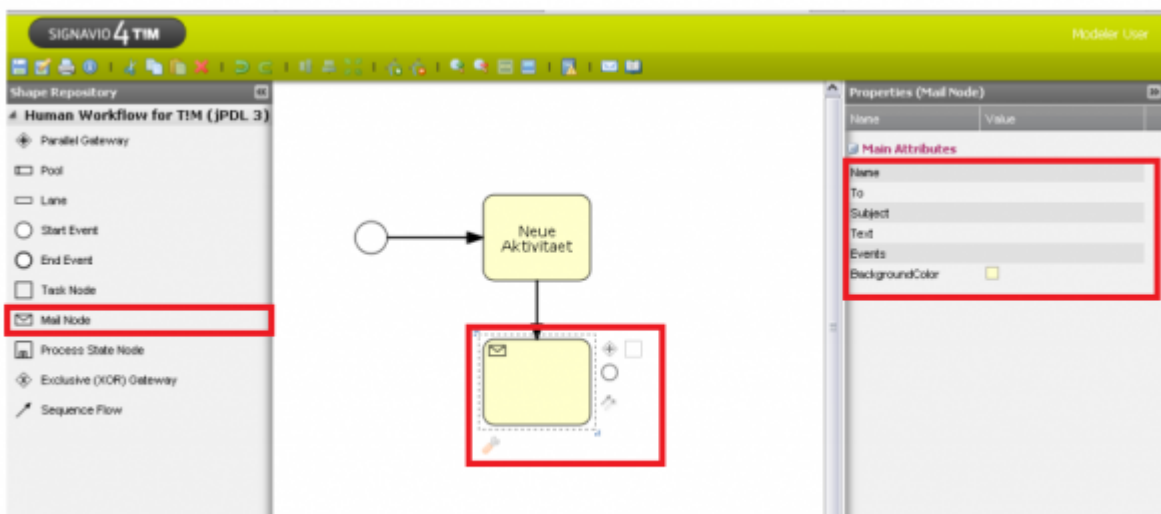 SIGNAVIO 4 T!M
Modeler User
Shape Repository
Human Workflow for T!M (jPDL 3)
Parallel Gateway
Pool
Lane
Start Event
End Event
Task Node
Mail Node
Process State Node
Exclusive (XOR) Gateway
Sequence Flow
Neue
Aktivitaet
Properties (Mail Node)
Name Value
Main Attributes
Name
To
Subject
Text
Events
BackgroundColor